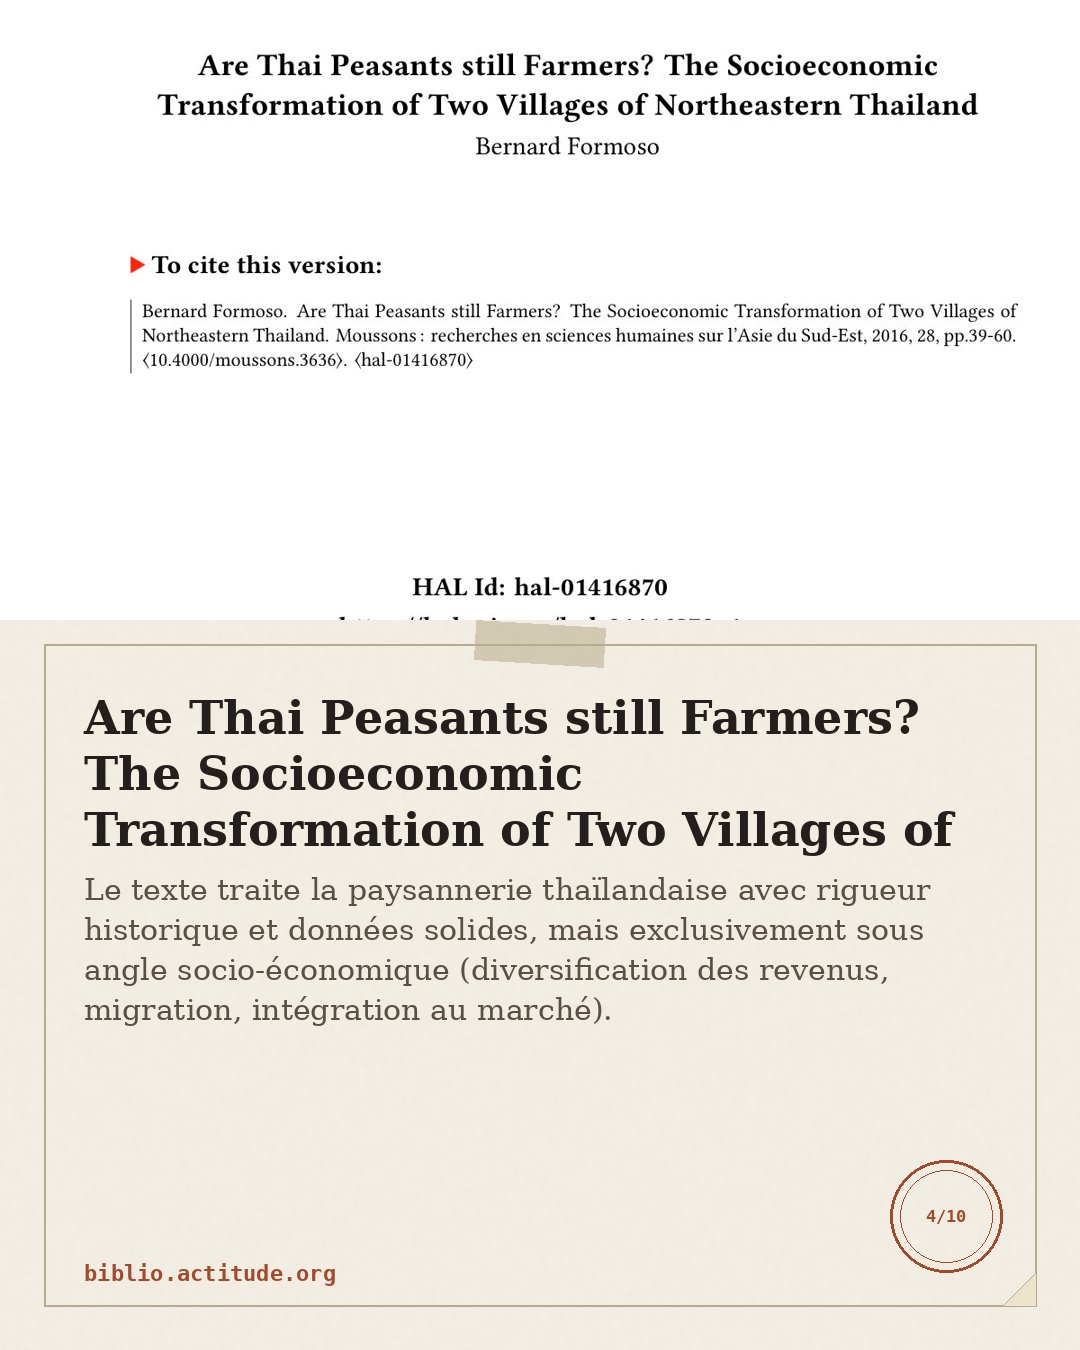 Are Thai Peasants still Farmers? The Socioeconomic
Transformation of Two Villages of Northeastern Thailand
Bernard Formoso
To cite this version:
Bernard Formoso. Are Thai Peasants still Farmers? The Socioeconomic Transformation of Two Villages of
Northeastern Thailand. Moussons : recherches en sciences humaines sur l’Asie du Sud-Est, 2016, 28, pp.39-60.
⟨10.4000/moussons.3636⟩. ⟨hal-01416870⟩
HAL Id: hal-01416870
Are Thai Peasants still Farmers?
The Socioeconomic
Transformation of Two Villages of
Le texte traite la paysannerie thaïlandaise avec rigueur
historique et données solides, mais exclusivement sous
angle socio-économique (diversification des revenus,
migration, intégration au marché).
4/10
biblio.actitude.org